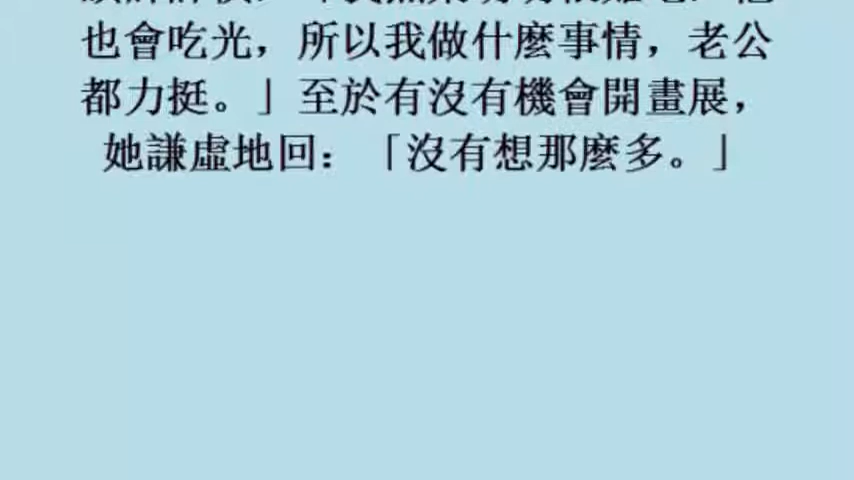 也會吃光，所以我做什麼事情，老公
都力挺。」至於有沒有機會開畫展，
她謙虛地回：「沒有想那麼多。」